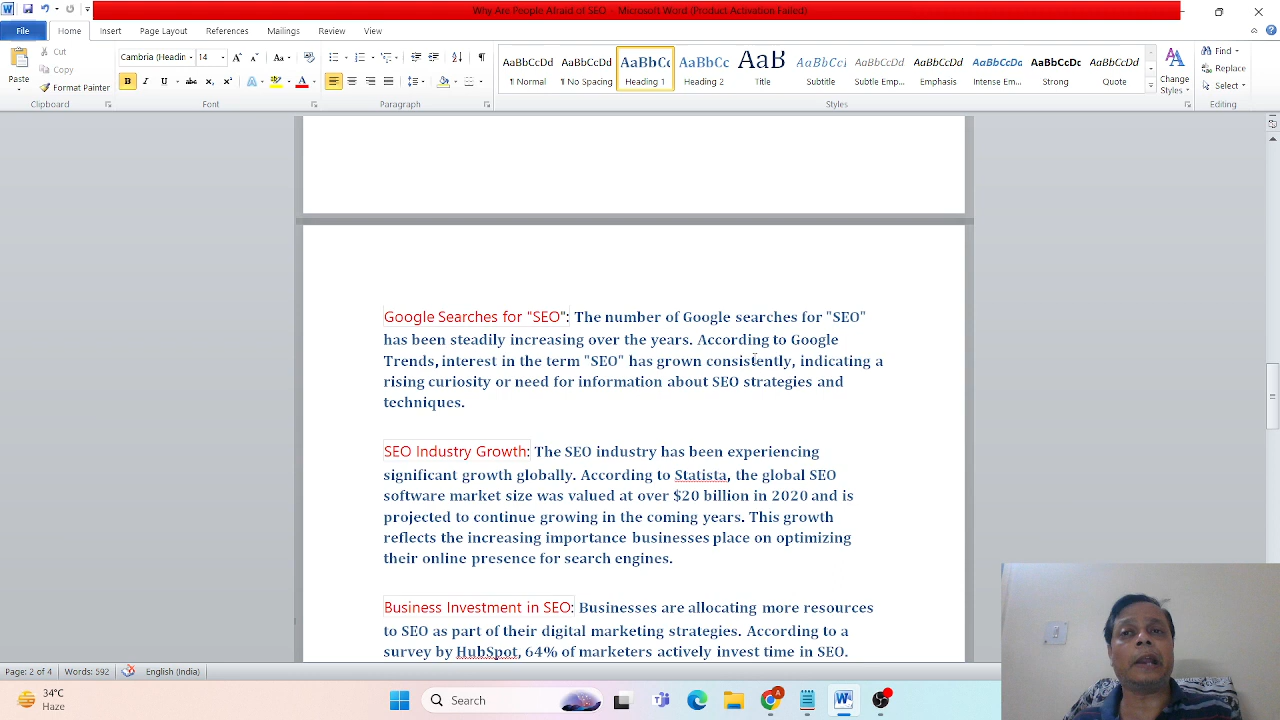 Why Are People Afraid of SEO - Microsoft Word (Product Activation Failed)
File Home Insert Page Layout References Mailings Review View
Paste
Cut
Copy
Format Painter
Clipboard
Cambria (Headin 14
Font
Paragraph
AaBbCcDd AaBbCcDd AaBbCc AaBbCc AaB AaBbCcI AaBbCcDd AaBbCcDd AaBbCcDd AaBbCcDd AaBbCcDd
¶ Normal ¶ No Spacing Heading 1 Heading 2 Title Subtitle Subtle Emp... Emphasis Intense Em... Strong Quote
Styles
Change
Styles
Find
Replace
Select
Editing
Google Searches for "SEO": The number of Google searches for "SEO"
has been steadily increasing over the years. According to Google
Trends, interest in the term "SEO" has grown consistently, indicating a
rising curiosity or need for information about SEO strategies and
techniques.
SEO Industry Growth: The SEO industry has been experiencing
significant growth globally. According to Statista, the global SEO
software market size was valued at over $20 billion in 2020 and is
projected to continue growing in the coming years. This growth
reflects the increasing importance businesses place on optimizing
their online presence for search engines.
Business Investment in SEO: Businesses are allocating more resources
to SEO as part of their digital marketing strategies. According to a
survey by HubSpot, 64% of marketers actively invest time in SEO.
Page: 2 of 4 Words: 592 English (India)
34°C
Haze
Search